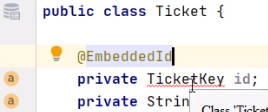 public class Ticket {
@EmbeddedId
private TicketKey id;
private Strin
Class 'Ticket